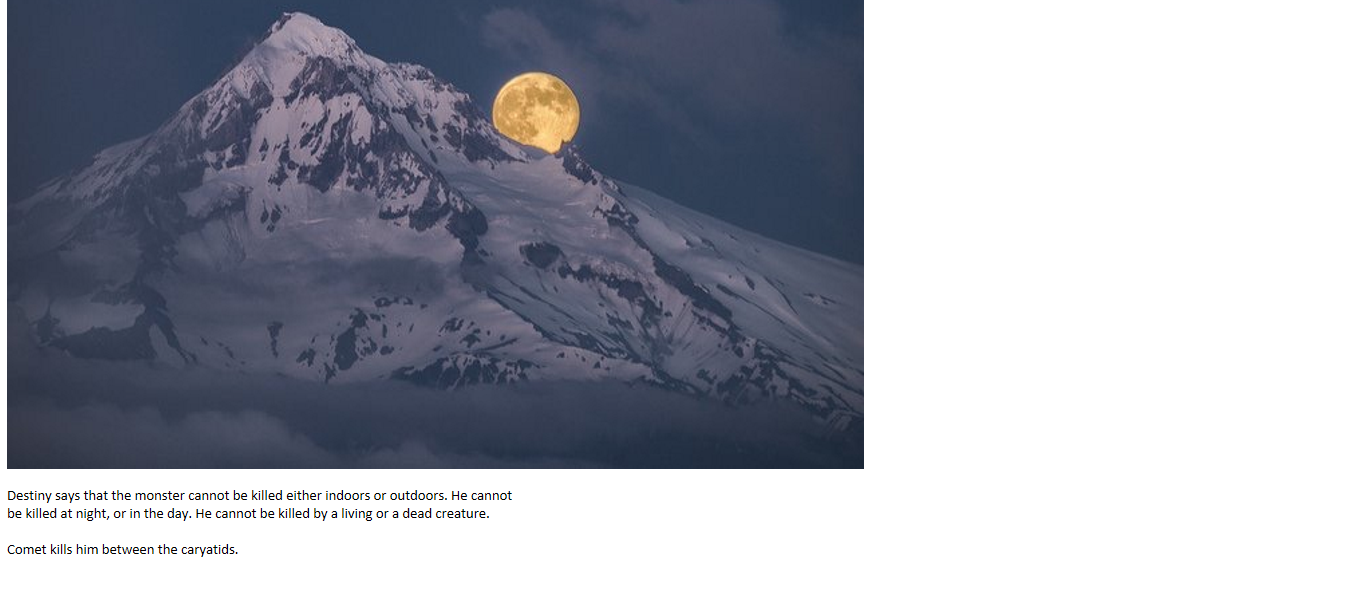 Destiny says that the monster cannot be killed either indoors or outdoors. He cannot
be killed at night, or in the day. He cannot be killed by a living or a dead creature.
Comet kills him between the caryatids.